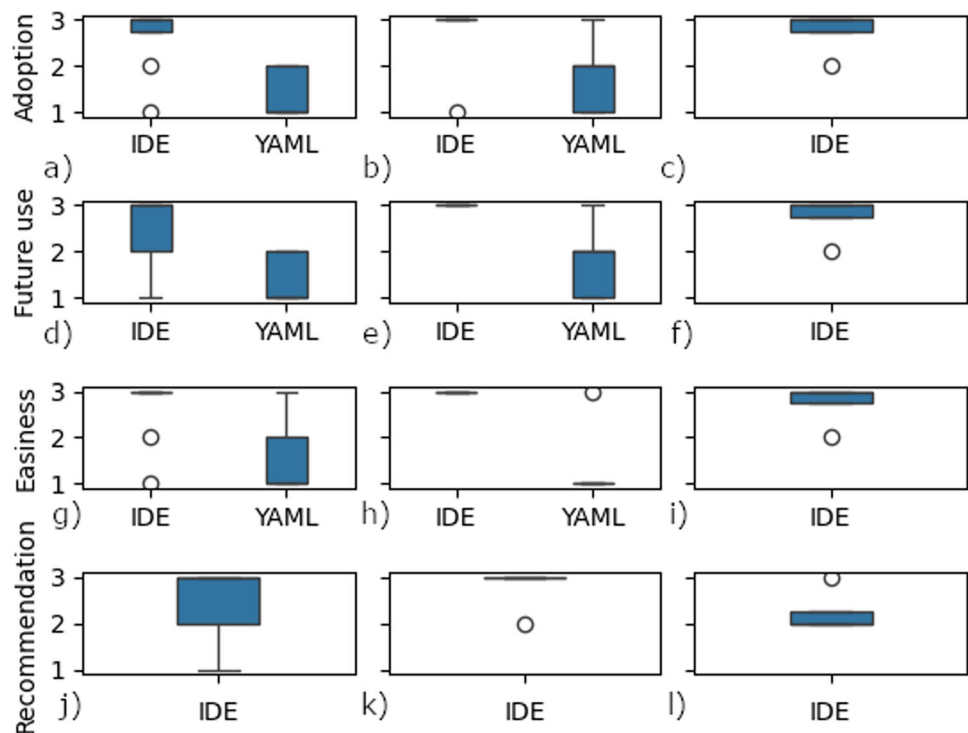 Adoption
3
2
1
IDE YAML
IDE YAML
IDE
a) b) c)
Future use
3
2
1
IDE YAML
IDE YAML
IDE
d) e) f)
Easiness
3
2
1
IDE YAML
IDE YAML
IDE
g) h) i)
Recommendation
3
2
1
IDE
IDE
IDE
j) k) l)